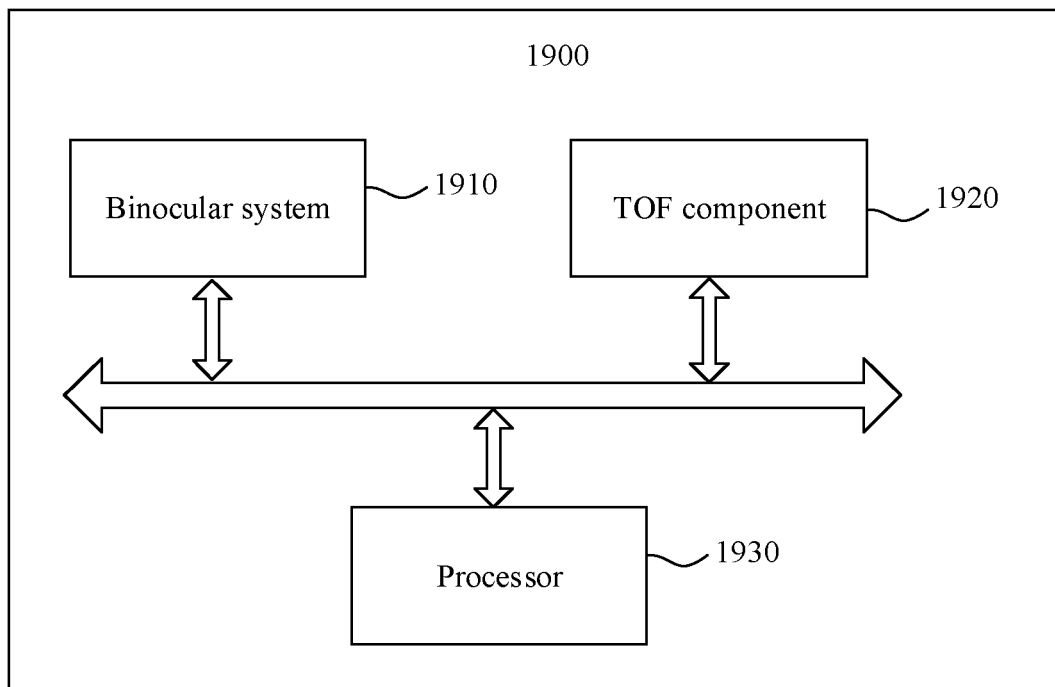 1900
Binocular system
1910
TOF component
1920
Processor
1930